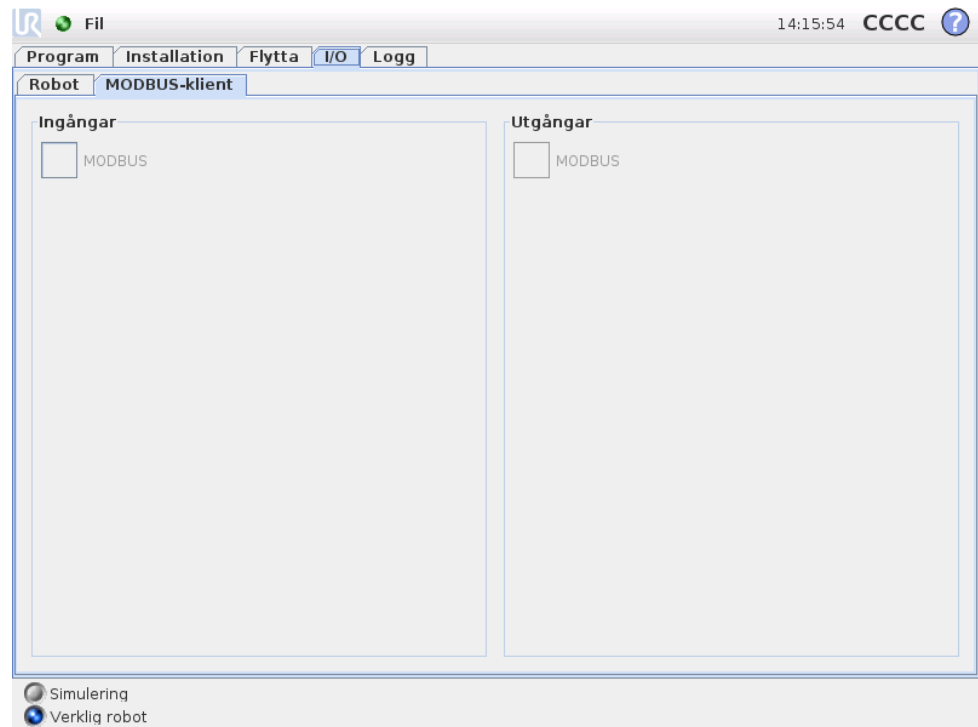 UR Fil 14:15:54 CCCC ?
Program Installation Flytta I/O Logg
Robot MODBUS-klient
Ingångar Utgångar
MODBUS MODBUS
Simulering
Verklig robot